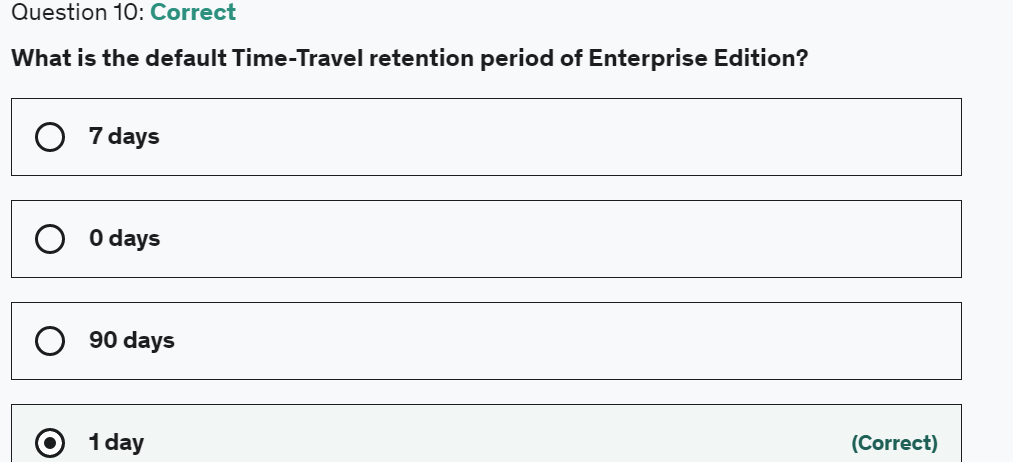 Question 10: Correct
What is the default Time-Travel retention period of Enterprise Edition?
7 days
0 days
90 days
1 day (Correct)